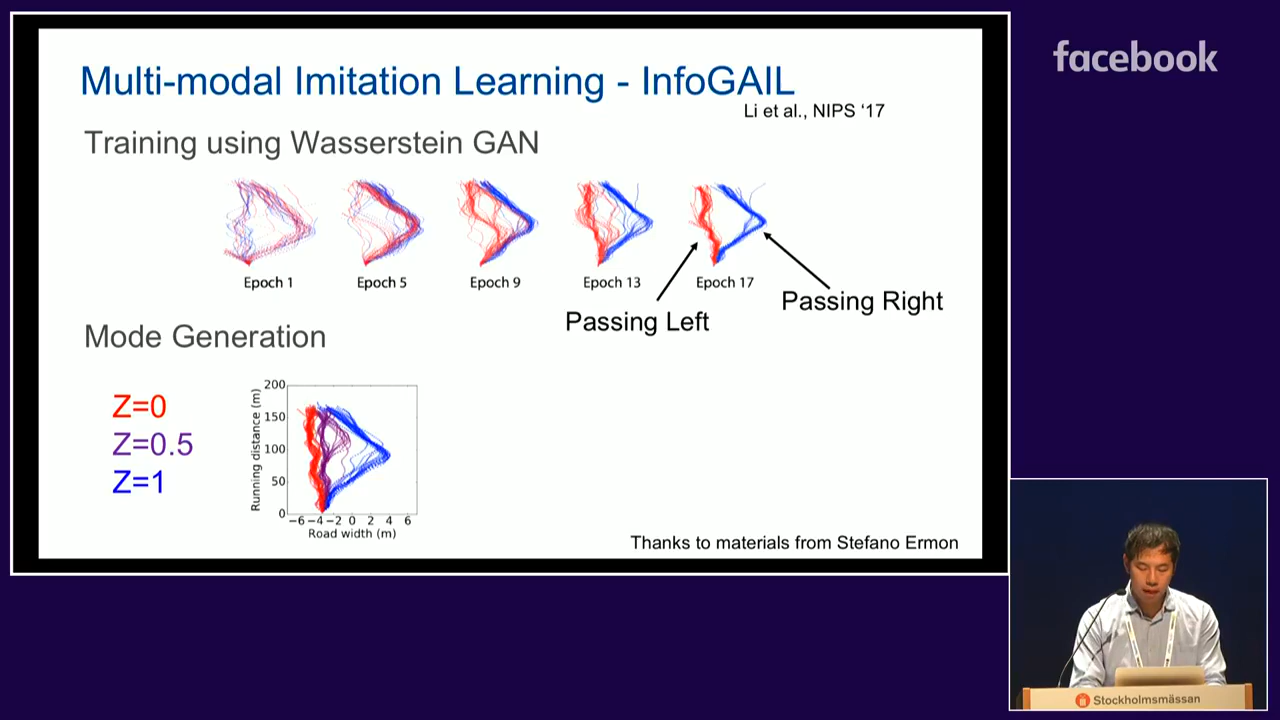 Multi-modal Imitation Learning - InfoGAIL
Li et al., NIPS ‘17
Training using Wasserstein GAN
Epoch 1
Epoch 5
Epoch 9
Epoch 13
Epoch 17
Passing Left
Passing Right
Mode Generation
Z=0
Z=0.5
Z=1
200
150
100
50
0
Running distance (m)
−6 −4 −2 0 2 4 6
Road width (m)
Thanks to materials from Stefano Ermon
facebook
Stockholmsmässan